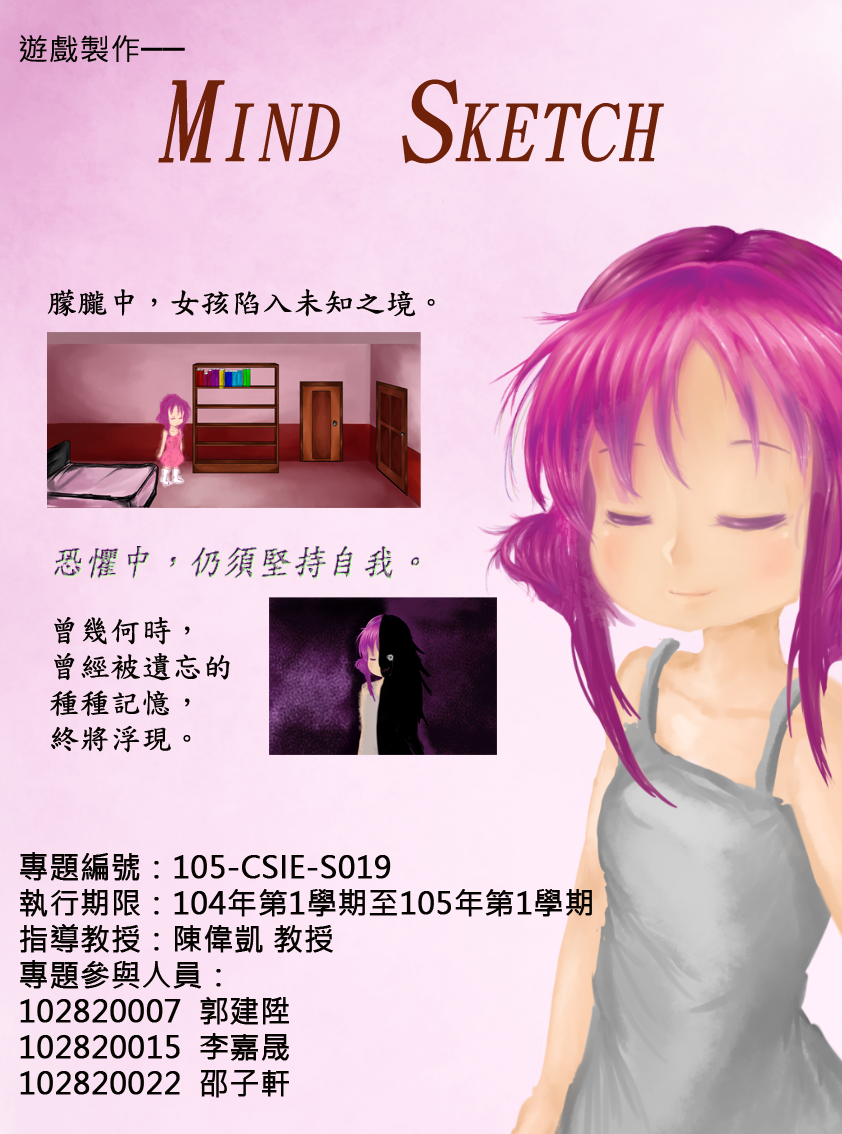 遊戲製作──
MIND SKETCH
朦朧中，女孩陷入未知之境。
恐懼中，仍須堅持自我。
曾幾何時，
曾經被遺忘的
種種記憶，
終將浮現。
專題編號：105-CSIE-S019
執行期限：104年第1學期至105年第1學期
指導教授：陳偉凱 教授
專題參與人員：
102820007 郭建陞
102820015 李嘉晟
102820022 邵子軒